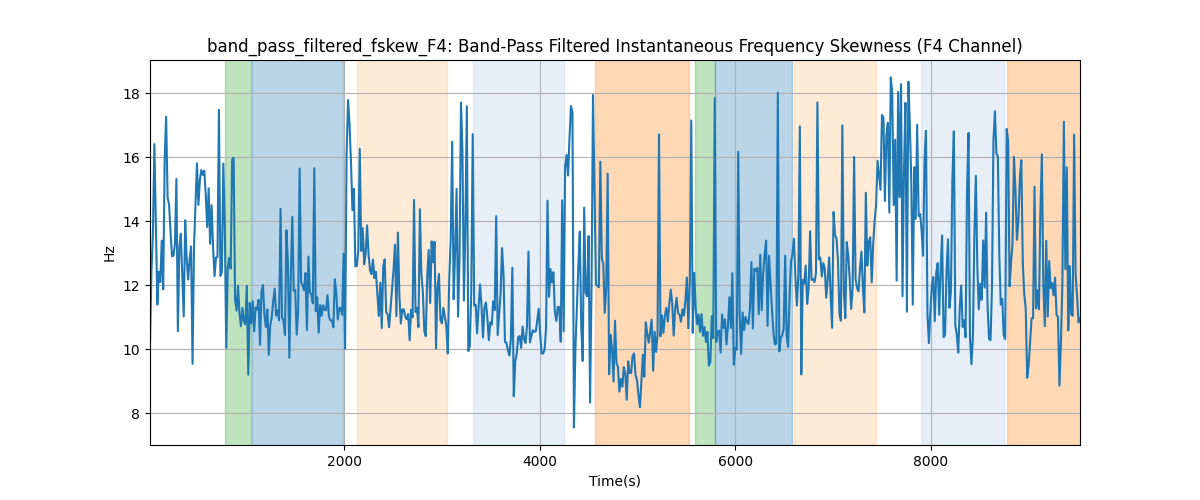 band_pass_filtered_fskew_F4: Band-Pass Filtered Instantaneous Frequency Skewness (F4 Channel)
18
16
14
12
10
8
Hz
2000 4000 6000 8000
Time(s)